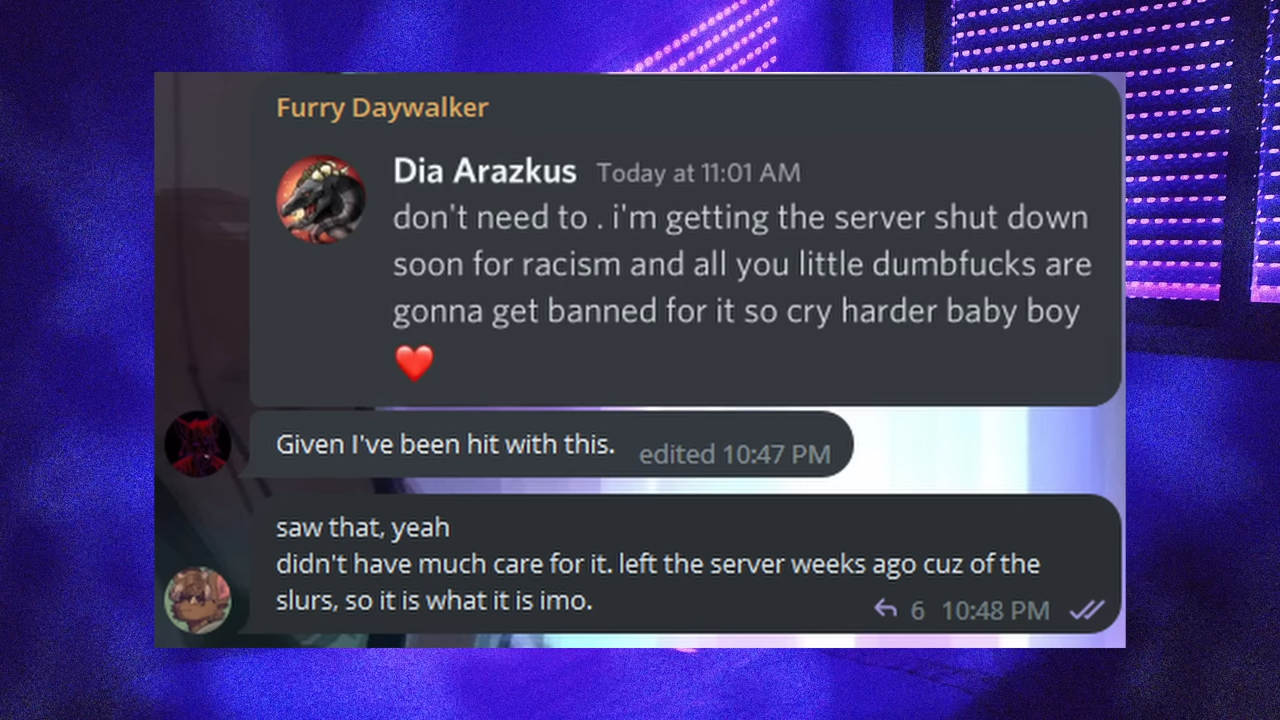 Furry Daywalker
Dia Arazkus Today at 11:01 AM
don't need to . i'm getting the server shut down
soon for racism and all you little dumbfucks are
gonna get banned for it so cry harder baby boy
❤️
Given I've been hit with this. edited 10:47 PM
saw that, yeah
didn't have much care for it. left the server weeks ago cuz of the
slurs, so it is what it is imo. 6 10:48 PM